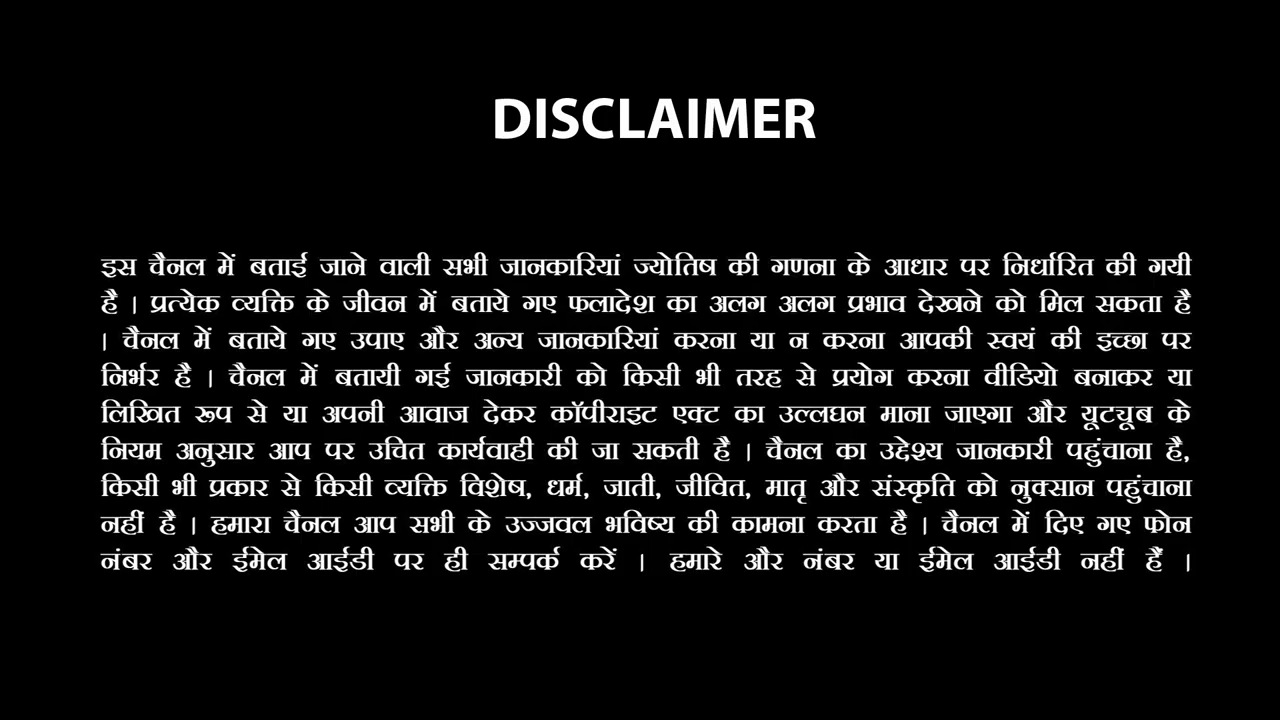 DISCLAIMER
इस चैनल में बताई जाने वाली सभी जानकारियां ज्योतिष की गणना के आधार पर निर्धारित की गयी
है । प्रत्येक व्यक्ति के जीवन में बताये गए फलादेश का अलग अलग प्रभाव देखने को मिल सकता है
। चैनल में बताये गए उपाए और अन्य जानकारियां करना या न करना आपकी स्वयं की इच्छा पर
निर्भर है । चैनल में बतायी गई जानकारी को किसी भी तरह से प्रयोग करना वीडियो बनाकर या
लिखित रूप से या अपनी आवाज देकर कॉपीराइट एक्ट का उल्लघन माना जाएगा और यूट्यूब के
नियम अनुसार आप पर उचित कार्यवाही की जा सकती है । चैनल का उद्देश्य जानकारी पहुंचाना है,
किसी भी प्रकार से किसी व्यक्ति विशेष, धर्म, जाती, जीवित, मातृ और संस्कृति को नुक्सान पहुंचाना
नहीं है । हमारा चैनल आप सभी के उज्जवल भविष्य की कामना करता है । चैनल में दिए गए फोन
नंबर और ईमेल आईडी पर ही सम्पर्क करें । हमारे और नंबर या ईमेल आईडी नहीं हैं ।